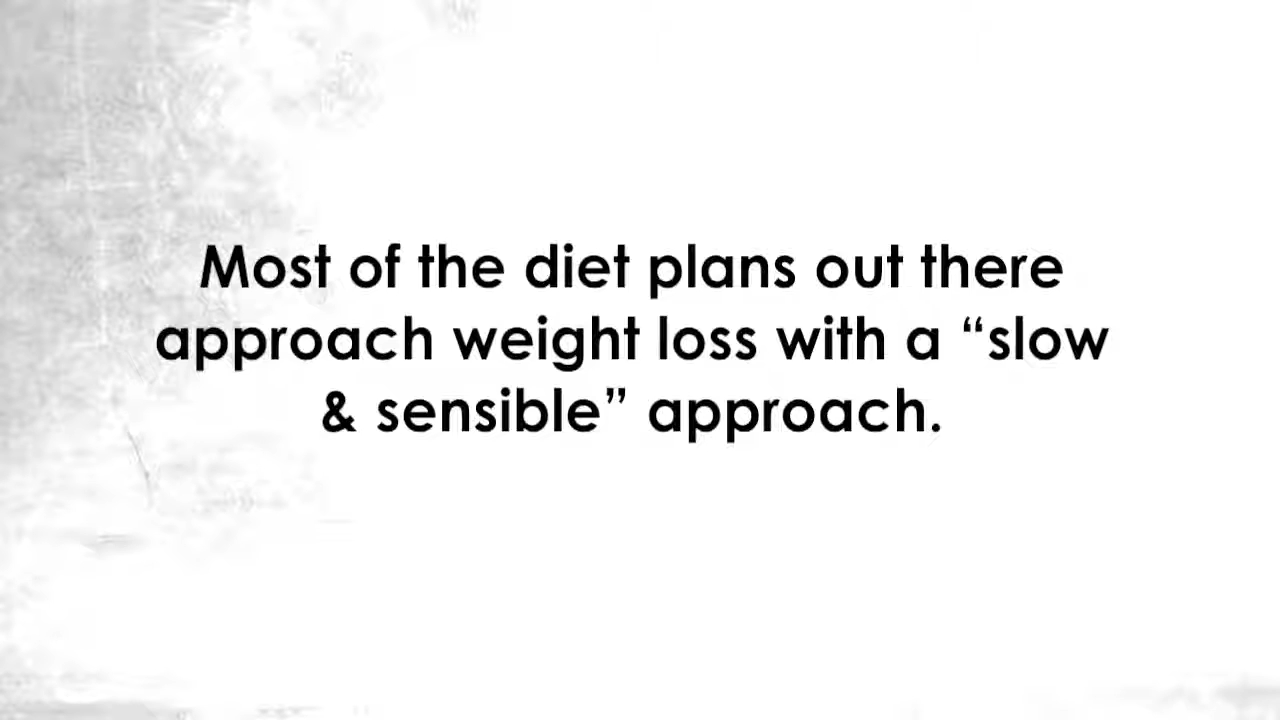 Most of the diet plans out there
approach weight loss with a “slow
& sensible” approach.